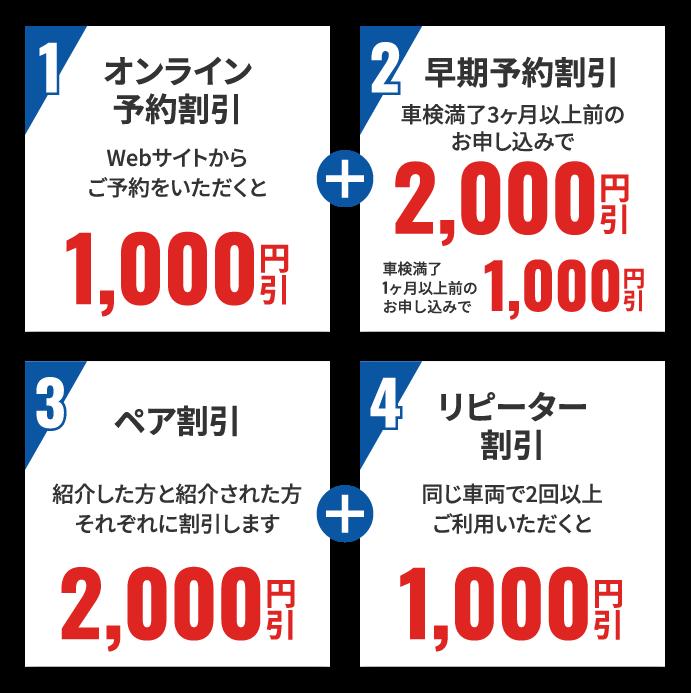 1
オンライン
予約割引
Webサイトから
ご予約をいただくと
1,000円引
+
2
早期予約割引
車検満了3ヶ月以上前の
お申し込みで
2,000円引
車検満了
1ヶ月以上前の
お申し込みで
1,000円引
3
ペア割引
紹介した方と紹介された方
それぞれに割引します
2,000円引
+
4
リピーター
割引
同じ車両で2回以上
ご利用いただくと
1,000円引